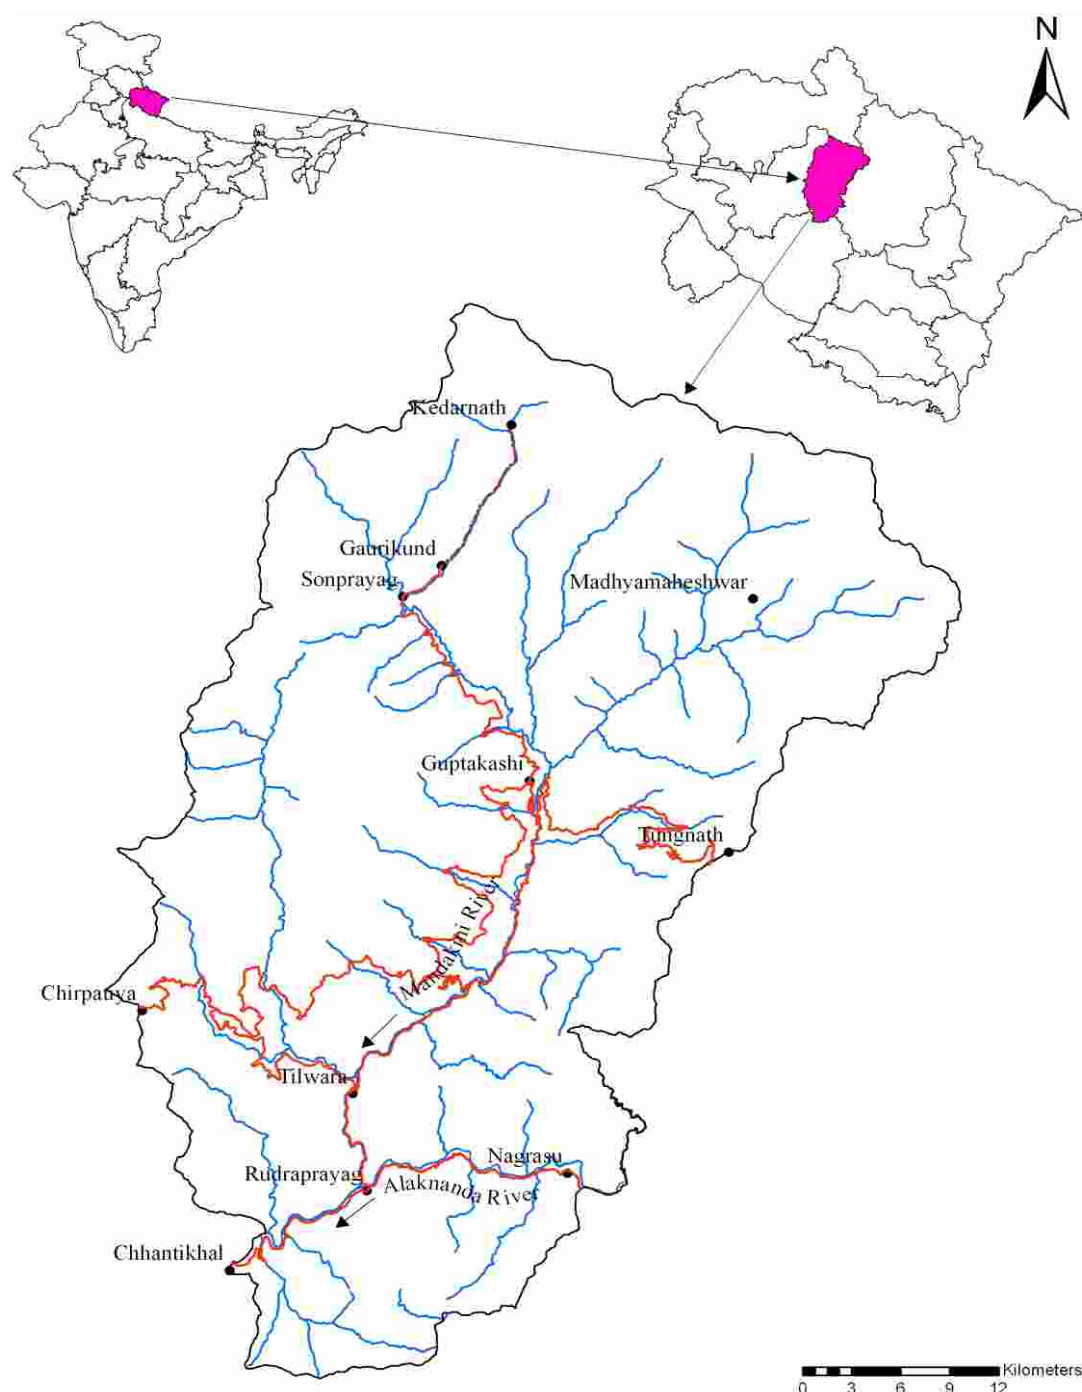 N
Kedarnath
Gaurikund
Sonprayag
Madhyamaheshwar
Guptakashi
Tungnath
Mandakini River
Chirpatiya
Tilwara
Nagrasu
Rudraprayag
Alaknanda River
Chhantikhal
Kilometers
0 3 6 9 12